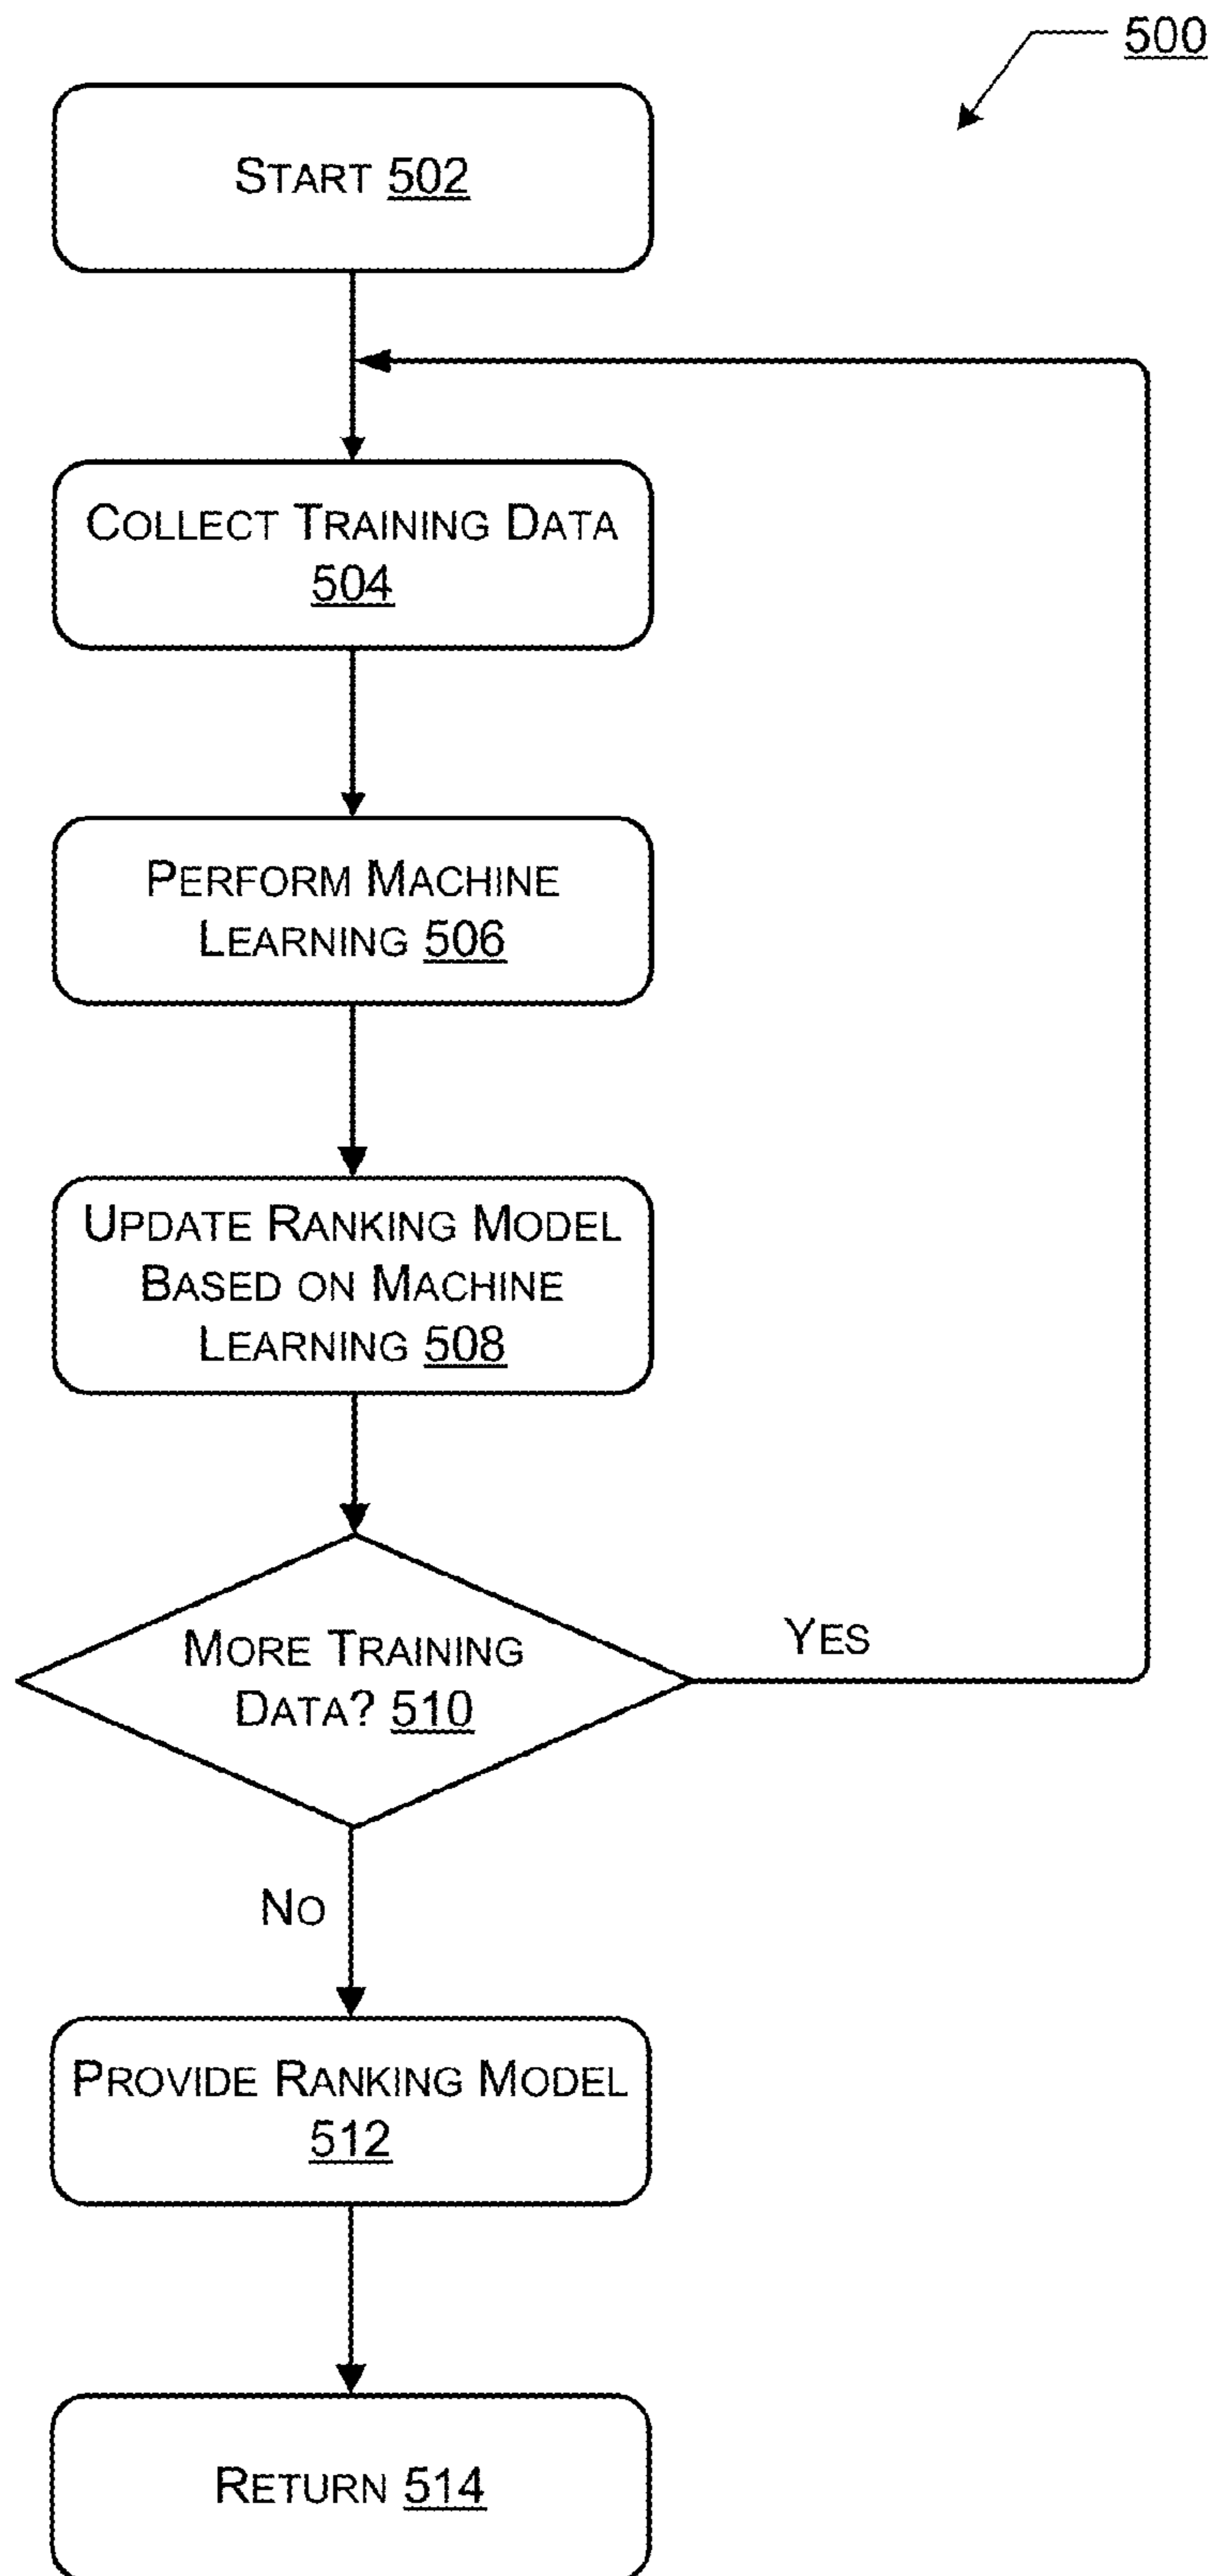 500
START 502
COLLECT TRAINING DATA
504
PERFORM MACHINE
LEARNING 506
UPDATE RANKING MODEL
BASED ON MACHINE
LEARNING 508
MORE TRAINING
DATA? 510
YES
NO
PROVIDE RANKING MODEL
512
RETURN 514